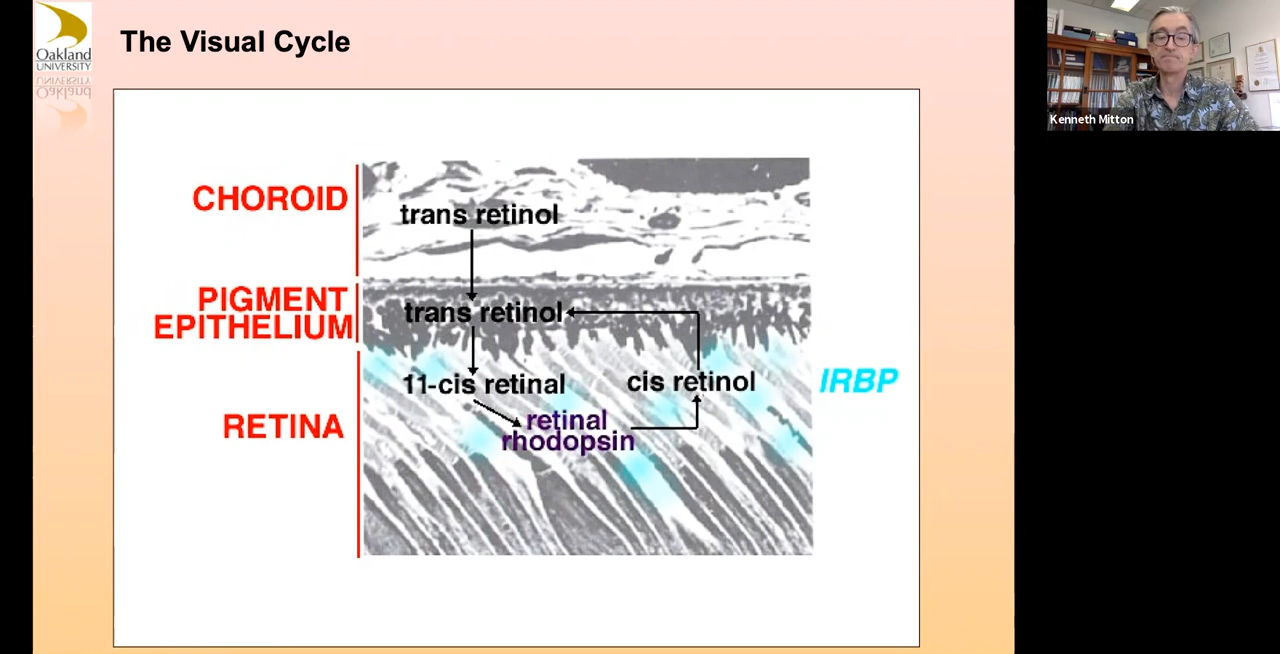 Oakland
UNIVERSITY
The Visual Cycle
Kenneth Mitton
CHOROID
trans retinol
PIGMENT
EPITHELIUM
trans retinol
11-cis retinal
cis retinol
IRBP
RETINA
retinal
rhodopsin